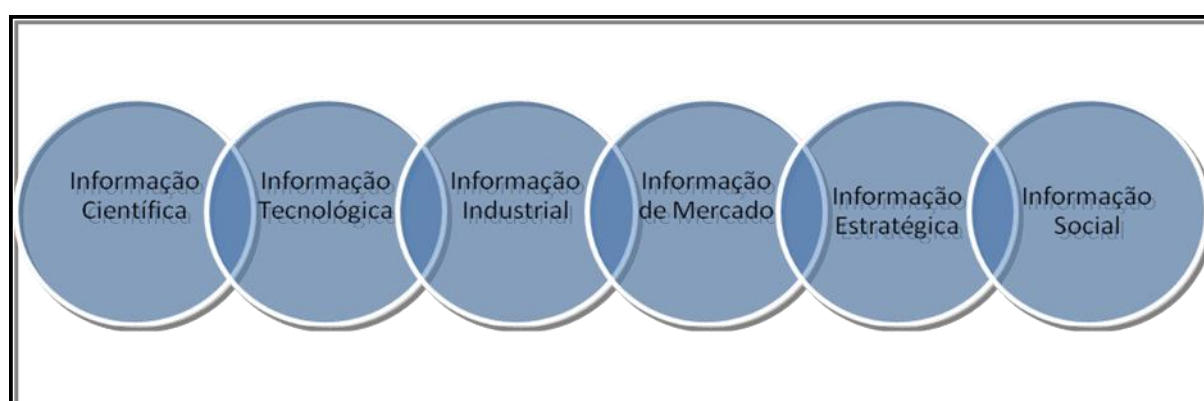 Informação
Científica
Informação
Tecnológica
Informação
Industrial
Informação
de Mercado
Informação
Estratégica
Informação
Social